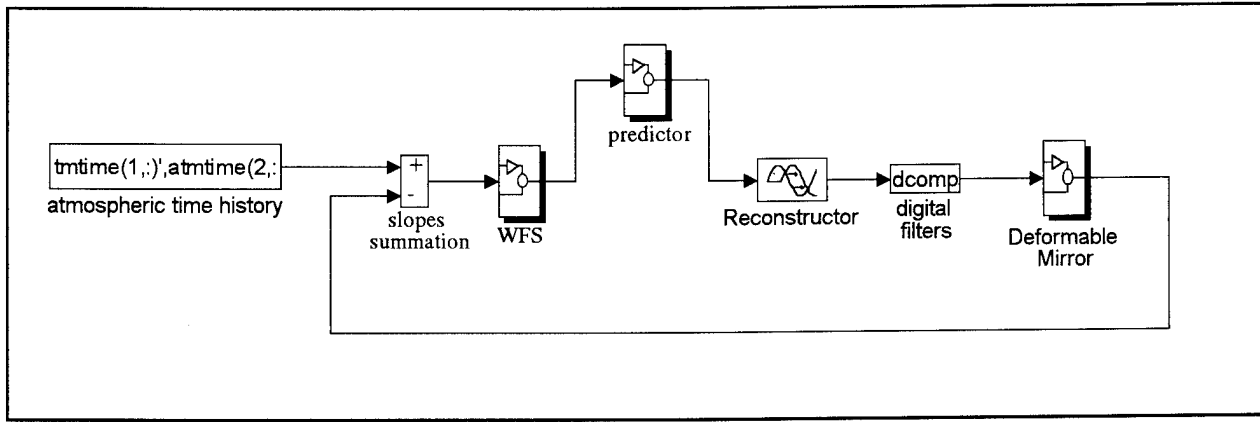 predictor
tmtime(1,:)',atmtime(2,:
atmospheric time history
+
-
slopes
summation
WFS
Reconstructor
dcomp
digital
filters
Deformable
Mirror